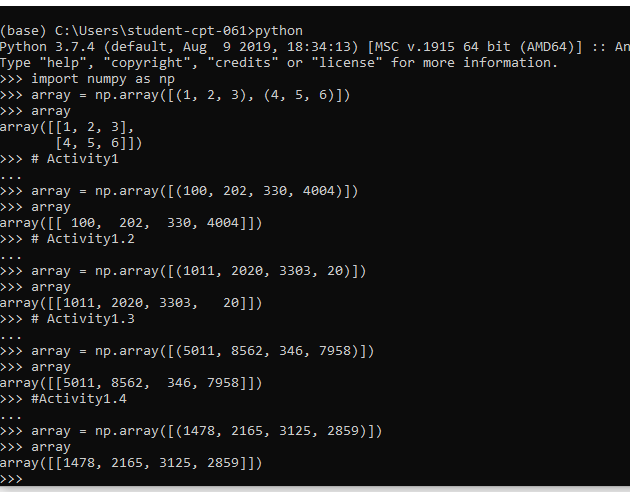 (base) C:\Users\student-cpt-061>python
Python 3.7.4 (default, Aug  9 2019, 18:34:13) [MSC v.1915 64 bit (AMD64)] :: An
Type "help", "copyright", "credits" or "license" for more information.
>>> import numpy as np
>>> array = np.array([(1, 2, 3), (4, 5, 6)])
>>> array
array([[1, 2, 3],
       [4, 5, 6]])
>>> # Activity1
...
>>> array = np.array([(100, 202, 330, 4004)])
>>> array
array([[ 100,  202,  330, 4004]])
>>> # Activity1.2
...
>>> array = np.array([(1011, 2020, 3303, 20)])
>>> array
array([[1011, 2020, 3303,   20]])
>>> # Activity1.3
...
>>> array = np.array([(5011, 8562, 346, 7958)])
>>> array
array([[5011, 8562,  346, 7958]])
>>> #Activity1.4
...
>>> array = np.array([(1478, 2165, 3125, 2859)])
>>> array
array([[1478, 2165, 3125, 2859]])
>>>